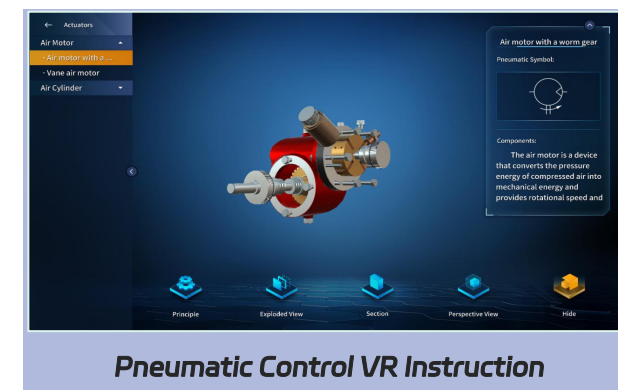 ← Actuators
Air Motor
· Air motor with a ...
· Vane air motor
Air Cylinder
Air motor with a worm gear
Pneumatic Symbol:
Components:
The air motor is a device
that converts the pressure
energy of compressed air into
mechanical energy and
provides rotational speed and
Principle
Exploded View
Section
Perspective View
Hide
Pneumatic Control VR Instruction